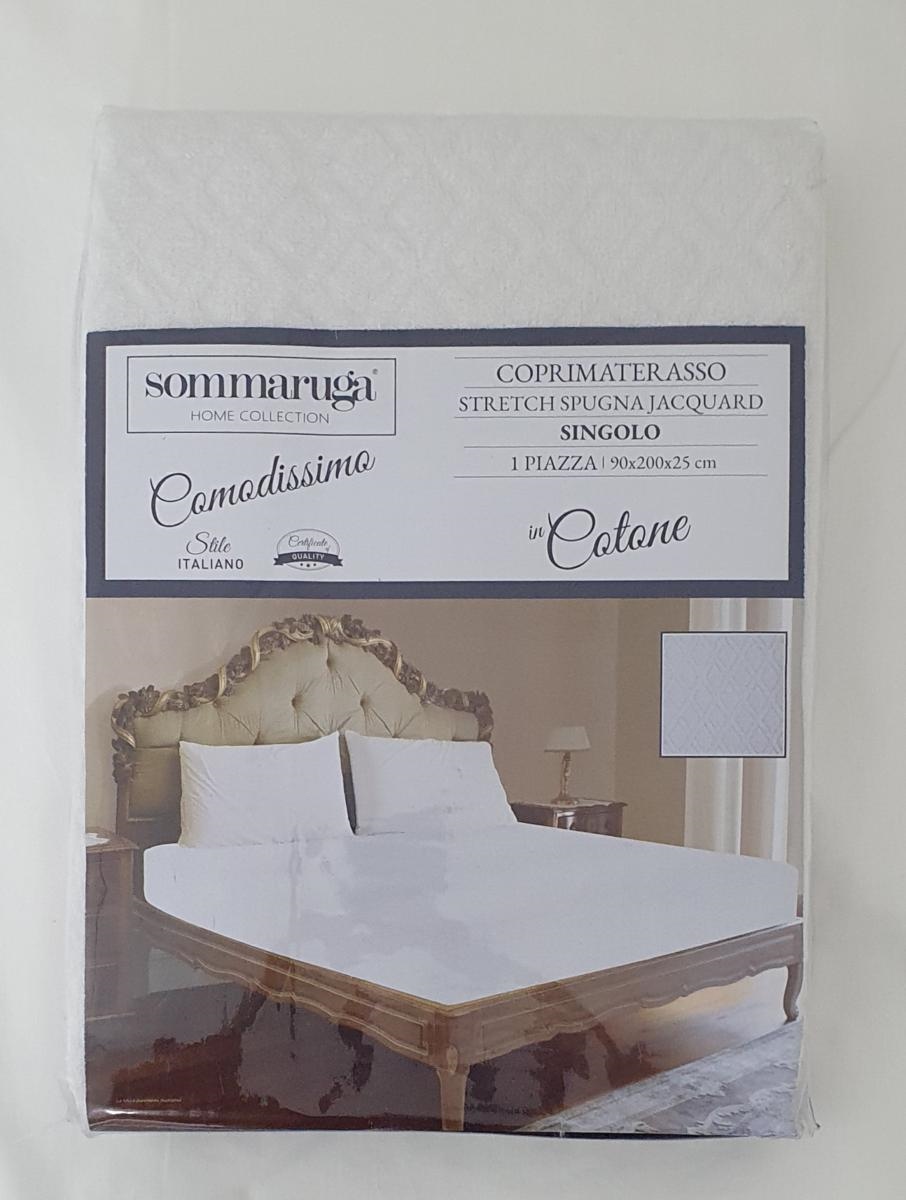 sommaruga®
HOME COLLECTION
Comodissimo
Stile
ITALIANO
Certificate of
QUALITY
COPRIMATERASSO
STRETCH SPUGNA JACQUARD
SINGOLO
1 PIAZZA | 90x200x25 cm
in Cotone